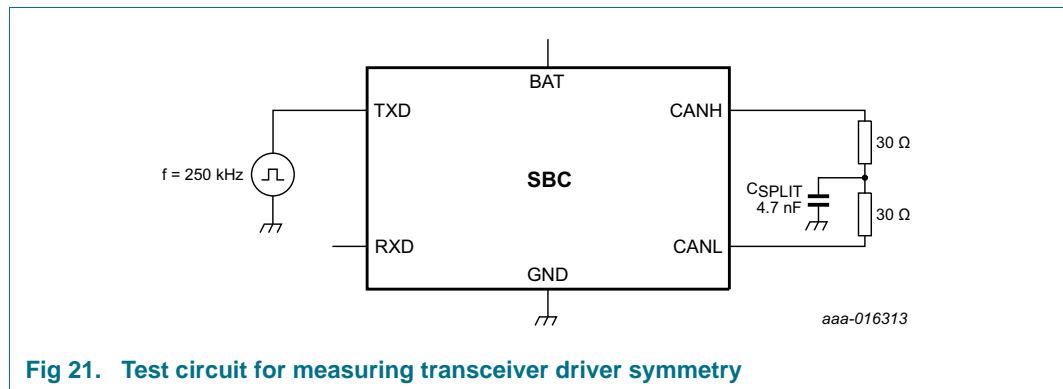 BAT
TXD
CANH
30 Ω
f = 250 kHz
SBC
CSPLIT
4.7 nF
30 Ω
RXD
CANL
GND
aaa-016313
Fig 21. Test circuit for measuring transceiver driver symmetry